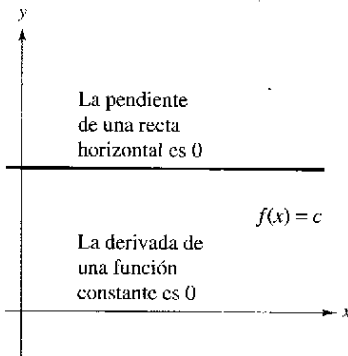 y
La pendiente
de una recta
horizontal es 0
f(x) = c
La derivada de
una función
constante es 0
x